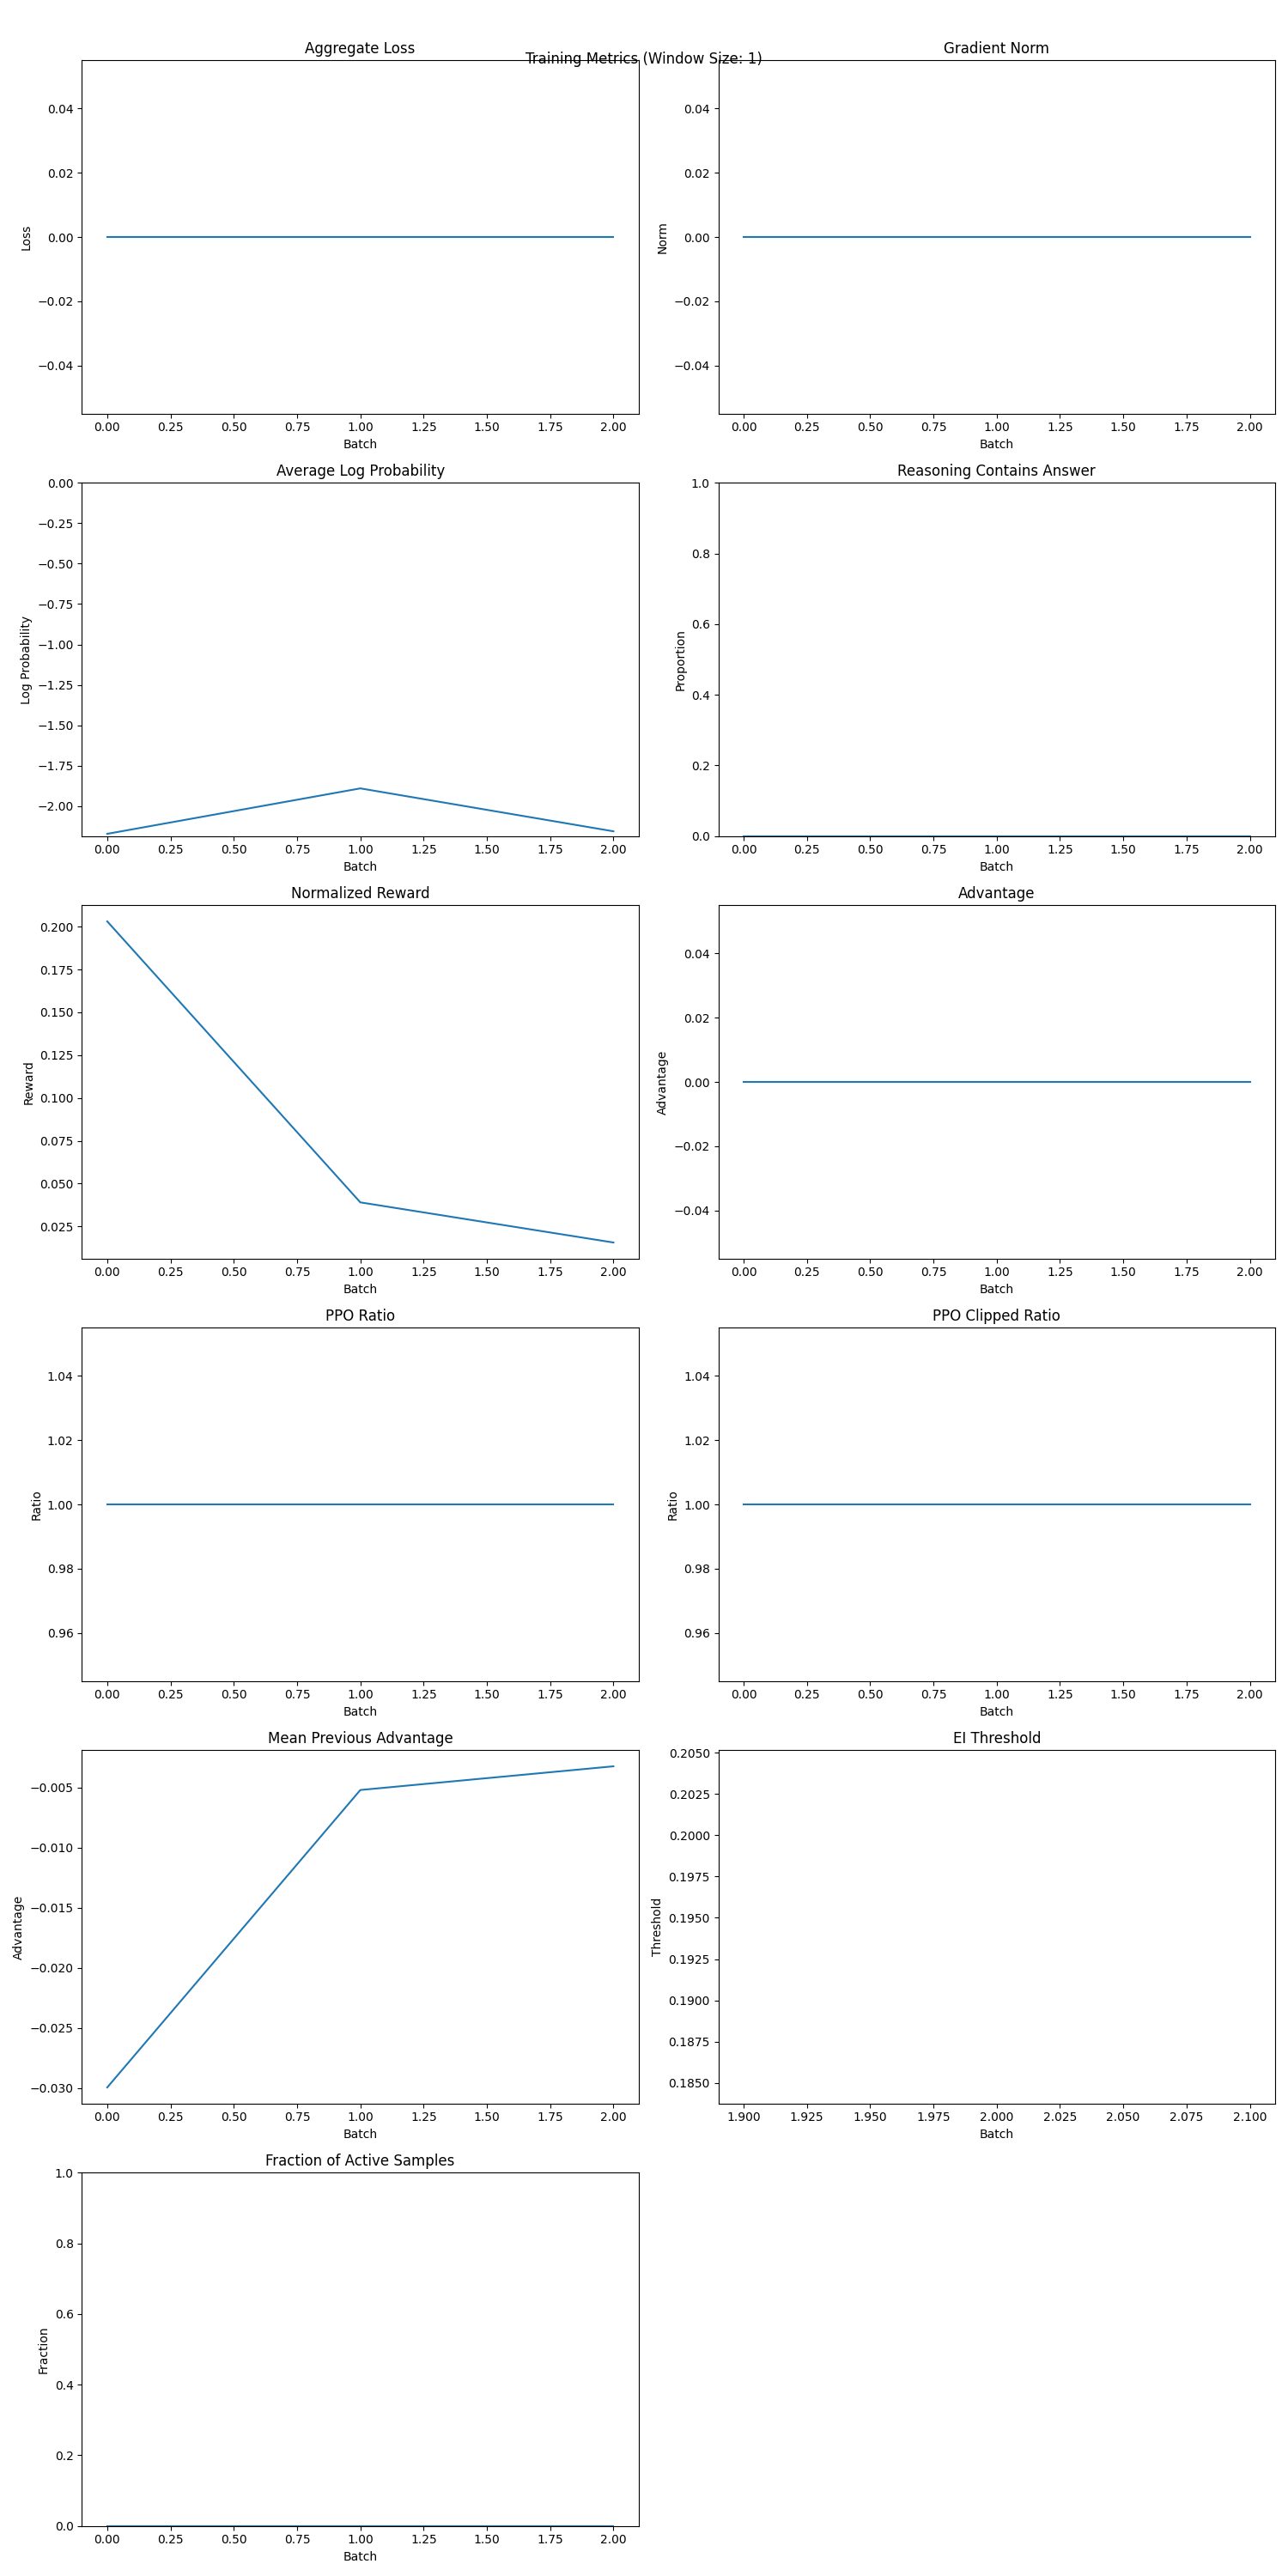 Training Metrics (Window Size: 1)
Aggregate Loss
0.04
0.02
0.00
−0.02
−0.04
Loss
0.00 0.25 0.50 0.75 1.00 1.25 1.50 1.75 2.00
Batch
Gradient Norm
0.04
0.02
0.00
−0.02
−0.04
Norm
0.00 0.25 0.50 0.75 1.00 1.25 1.50 1.75 2.00
Batch
Average Log Probability
0.00
−0.25
−0.50
−0.75
−1.00
−1.25
−1.50
−1.75
−2.00
Log Probability
0.00 0.25 0.50 0.75 1.00 1.25 1.50 1.75 2.00
Batch
Reasoning Contains Answer
1.0
0.8
0.6
0.4
0.2
0.0
Proportion
0.00 0.25 0.50 0.75 1.00 1.25 1.50 1.75 2.00
Batch
Normalized Reward
0.200
0.175
0.150
0.125
0.100
0.075
0.050
0.025
Reward
0.00 0.25 0.50 0.75 1.00 1.25 1.50 1.75 2.00
Batch
Advantage
0.04
0.02
0.00
−0.02
−0.04
Advantage
0.00 0.25 0.50 0.75 1.00 1.25 1.50 1.75 2.00
Batch
PPO Ratio
1.04
1.02
1.00
0.98
0.96
Ratio
0.00 0.25 0.50 0.75 1.00 1.25 1.50 1.75 2.00
Batch
PPO Clipped Ratio
1.04
1.02
1.00
0.98
0.96
Ratio
0.00 0.25 0.50 0.75 1.00 1.25 1.50 1.75 2.00
Batch
Mean Previous Advantage
−0.005
−0.010
−0.015
−0.020
−0.025
−0.030
Advantage
0.00 0.25 0.50 0.75 1.00 1.25 1.50 1.75 2.00
Batch
EI Threshold
0.2050
0.2025
0.2000
0.1975
0.1950
0.1925
0.1900
0.1875
0.1850
Threshold
1.900 1.925 1.950 1.975 2.000 2.025 2.050 2.075 2.100
Batch
Fraction of Active Samples
1.0
0.8
0.6
0.4
0.2
0.0
Fraction
0.00 0.25 0.50 0.75 1.00 1.25 1.50 1.75 2.00
Batch